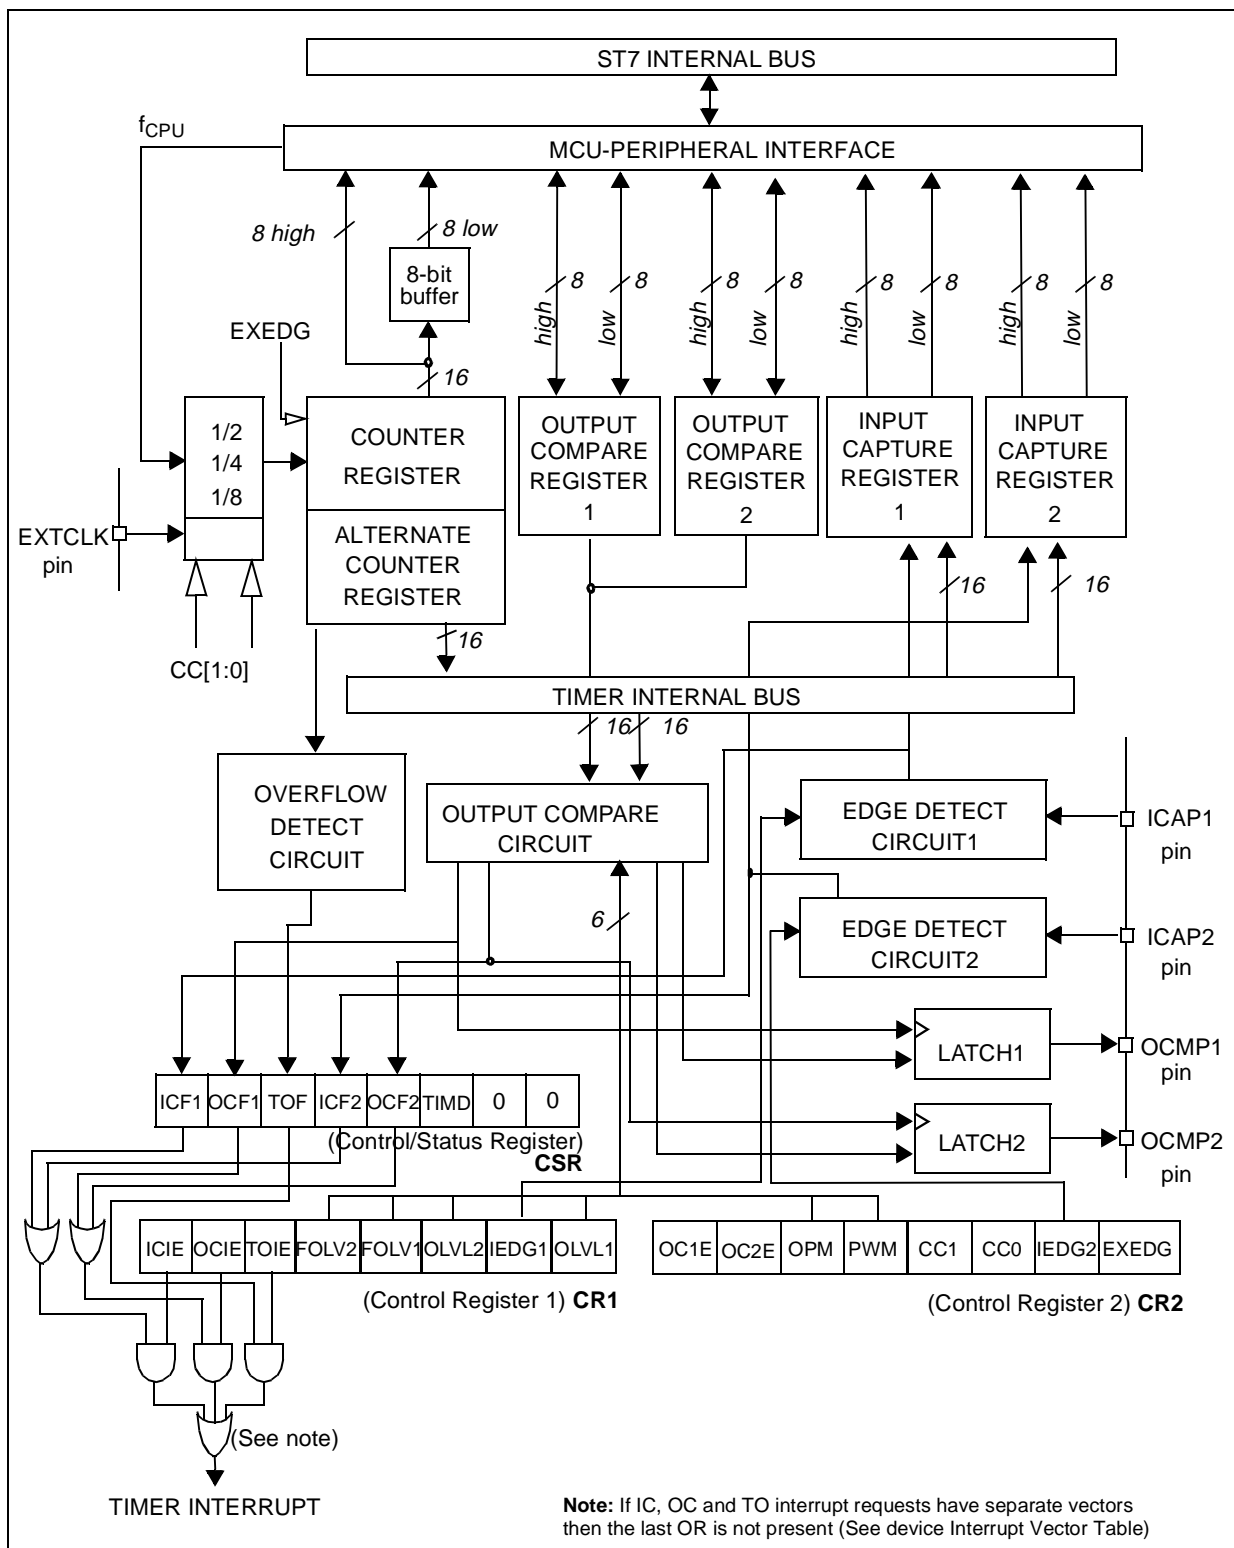 ST7 INTERNAL BUS
fCPU
MCU-PERIPHERAL INTERFACE
8 high
8 low
8-bit
buffer
8 8 8 8 8 8 8 8
high low high low high low high low
EXEDG
16
1/2
1/4
1/8
COUNTER
REGISTER
OUTPUT
COMPARE
REGISTER
1
OUTPUT
COMPARE
REGISTER
2
INPUT
CAPTURE
REGISTER
1
INPUT
CAPTURE
REGISTER
2
EXTCLK
pin
ALTERNATE
COUNTER
REGISTER
16
16
16
CC[1:0]
TIMER INTERNAL BUS
16 16
OVERFLOW
DETECT
CIRCUIT
OUTPUT COMPARE
CIRCUIT
EDGE DETECT
CIRCUIT1
ICAP1
pin
6
EDGE DETECT
CIRCUIT2
ICAP2
pin
LATCH1
OCMP1
pin
LATCH2
OCMP2
pin
ICF1 OCF1 TOF ICF2 OCF2 TIMD 0 0
(Control/Status Register)
CSR
ICIE OCIE TOIE FOLV2 FOLV1 OLVL2 IEDG1 OLVL1
(Control Register 1) CR1
OC1E OC2E OPM PWM CC1 CC0 IEDG2 EXEDG
(Control Register 2) CR2
(See note)
TIMER INTERRUPT
Note: If IC, OC and TO interrupt requests have separate vectors
then the last OR is not present (See device Interrupt Vector Table)